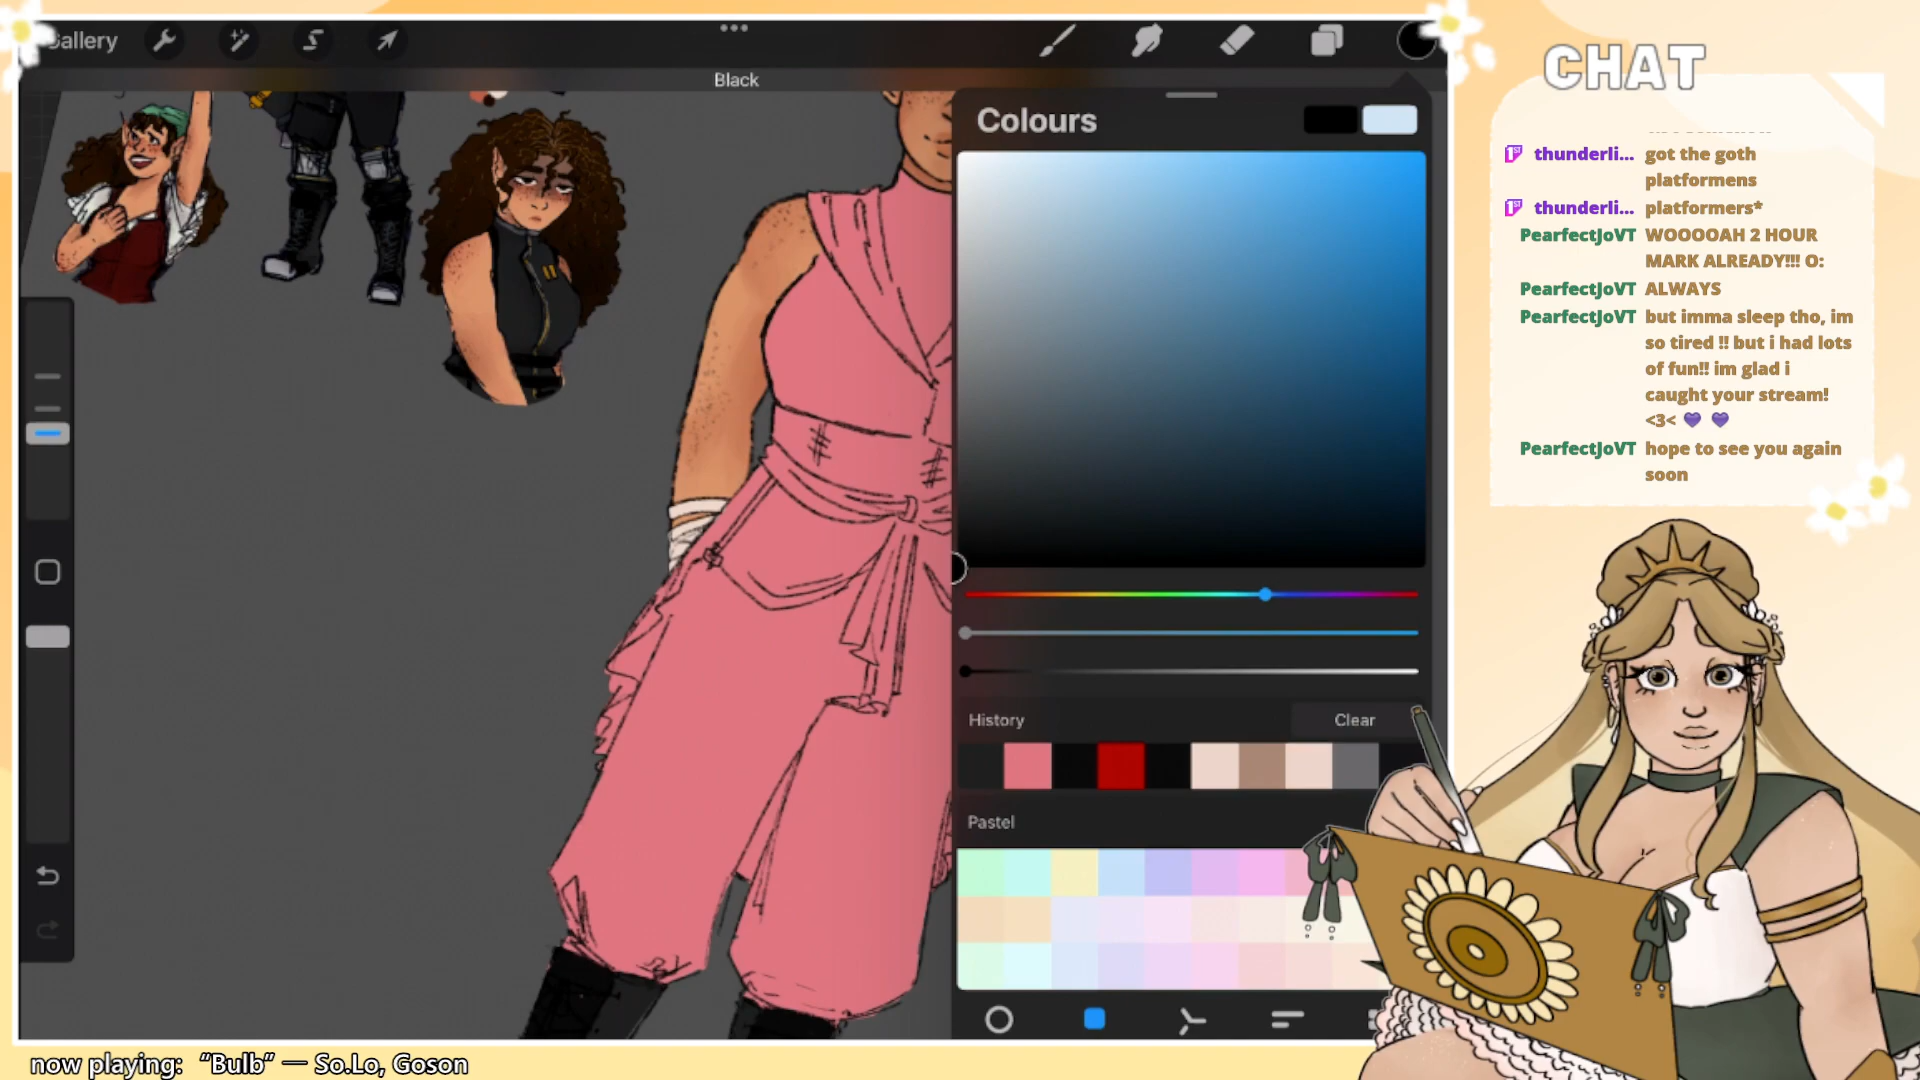 Gallery
Black
Colours
History
Clear
Pastel
CHAT
thunderli... got the goth
platformens
thunderli... platformers*
PearfectJoVT WOOOOAH 2 HOUR
MARK ALREADY!!! O:
PearfectJoVT ALWAYS
PearfectJoVT but imma sleep tho, im
so tired !! but i had lots
of fun!! im glad i
caught your stream!
<3< 💜 💜
PearfectJoVT hope to see you again
soon
now playing: “Bulb” — So.Lo, Goson